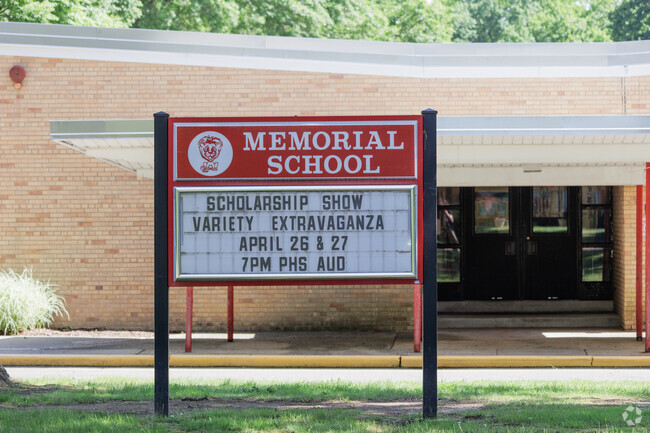 MEMORIAL
SCHOOL
SCHOLARSHIP SHOW
VARIETY EXTRAVAGANZA
APRIL 26 & 27
7PM PHS AUD